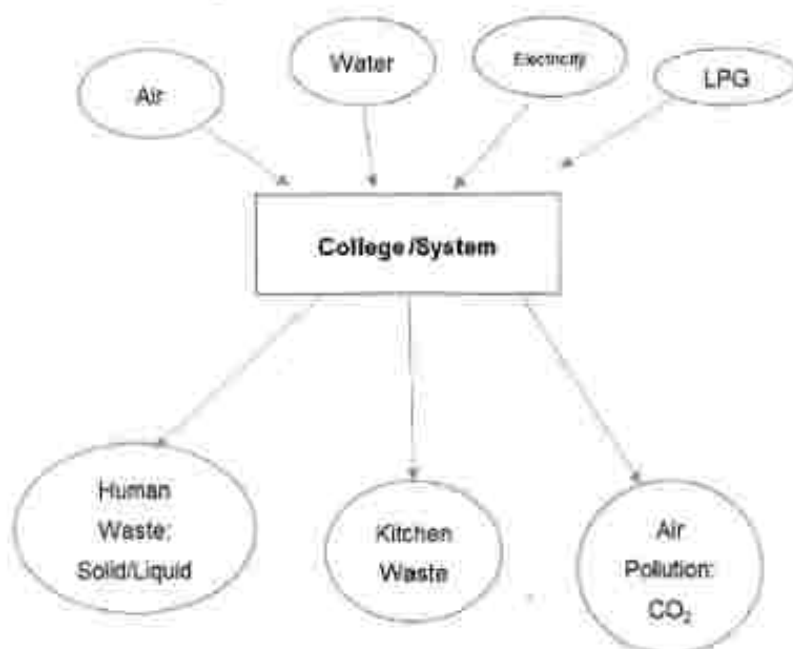 Air
Water
Electricity
LPG
College/System
Human
Waste:
Solid/Liquid
Kitchen
Waste
Air
Pollution:
CO₂